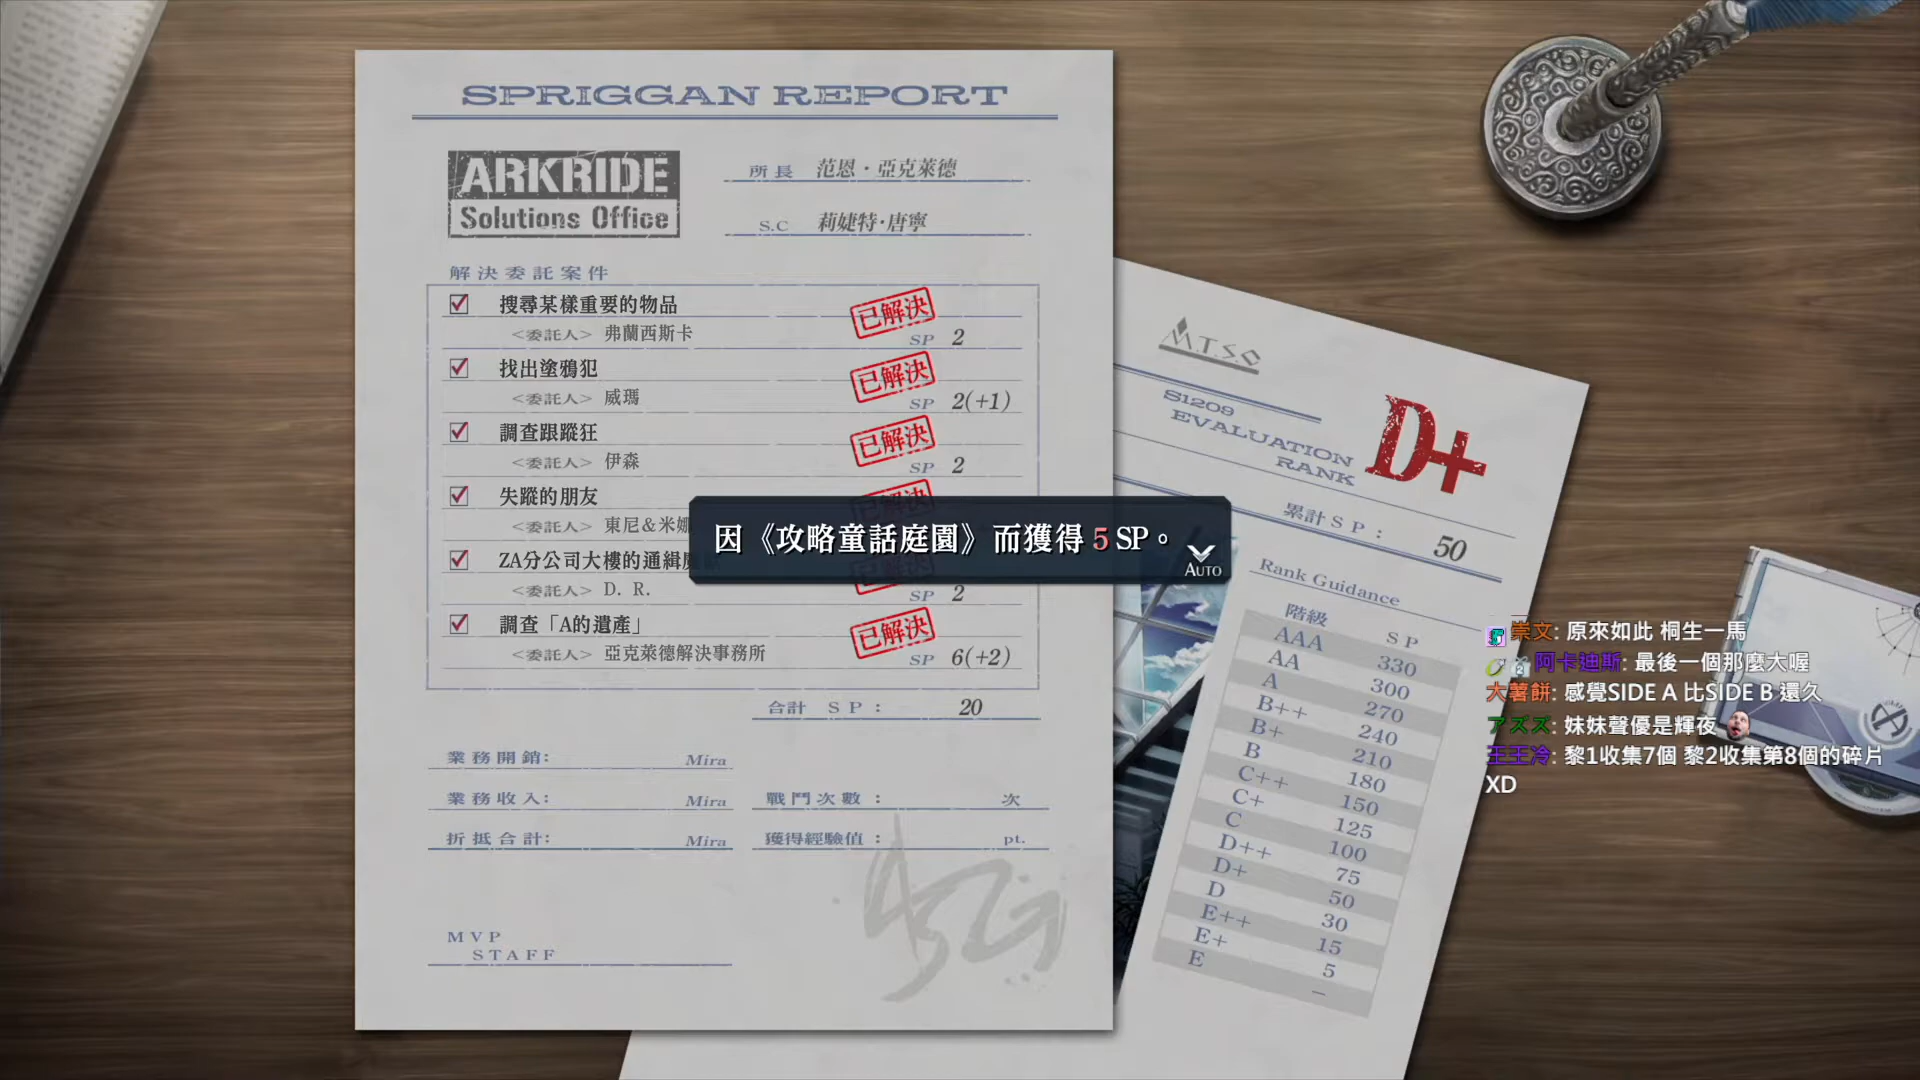 SPRIGGAN REPORT
ARKRIDE
Solutions Office
所長 范恩・亞克萊德
S.C 莉婕特・唐寧
解決委託案件
搜尋某樣重要的物品
已解決
<委託人> 弗蘭西斯卡
SP 2
找出塗鴉犯
已解決
<委託人> 威瑪
SP 2(+1)
調查跟蹤狂
已解決
<委託人> 伊森
SP 2
失蹤的朋友
已解決
<委託人> 東尼&米娜
ZA分公司大樓的通緝魔獸
<委託人> D. R.
SP 2
調查「A的遺產」
已解決
<委託人> 亞克萊德解決事務所
SP 6(+2)
合計 SP: 20
業務開銷: Mira
業務收入: Mira
戰鬥次數: 次
折抵合計: Mira
獲得經驗值: pt.
MVP
STAFF
因《攻略童話庭園》而獲得 5 SP。
AUTO
M.T.S.O
S1209
EVALUATION
RANK
D+
累計SP: 50
Rank Guidance
階級 SP
AAA 330
AA 300
A 270
B++ 240
B+ 210
B 180
C++ 150
C+ 125
C 100
D++ 75
D+ 50
D 30
E++ 15
E+ 5
E –
崇文: 原來如此 桐生一馬
阿卡迪斯: 最後一個那麼大喔
大薯餅: 感覺SIDE A 比SIDE B 還久
アズズ: 妹妹聲優是輝夜
王王冷: 黎1收集7個 黎2收集第8個的碎片
XD